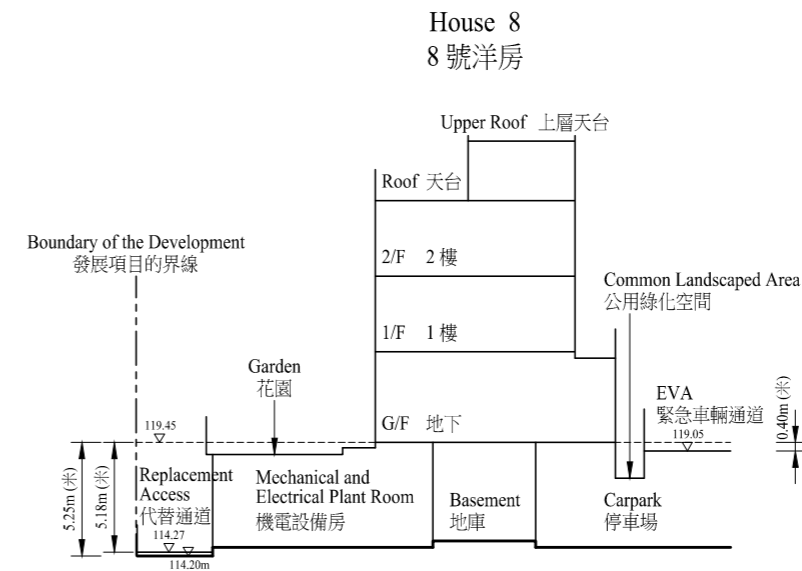 House 8
8 號洋房
Upper Roof 上層天台
Roof 天台
Boundary of the Development
發展項目的界線
2/F 2 樓
Common Landscaped Area
公用綠化空間
1/F 1 樓
Garden
花園
EVA
緊急車輛通道
0.40m (米)
119.45
G/F 地下
119.05
5.25m (米)
5.18m (米)
Replacement
Access
代替通道
Mechanical and
Electrical Plant Room
機電設備房
Basement
地庫
Carpark
停車場
114.27
114.20m